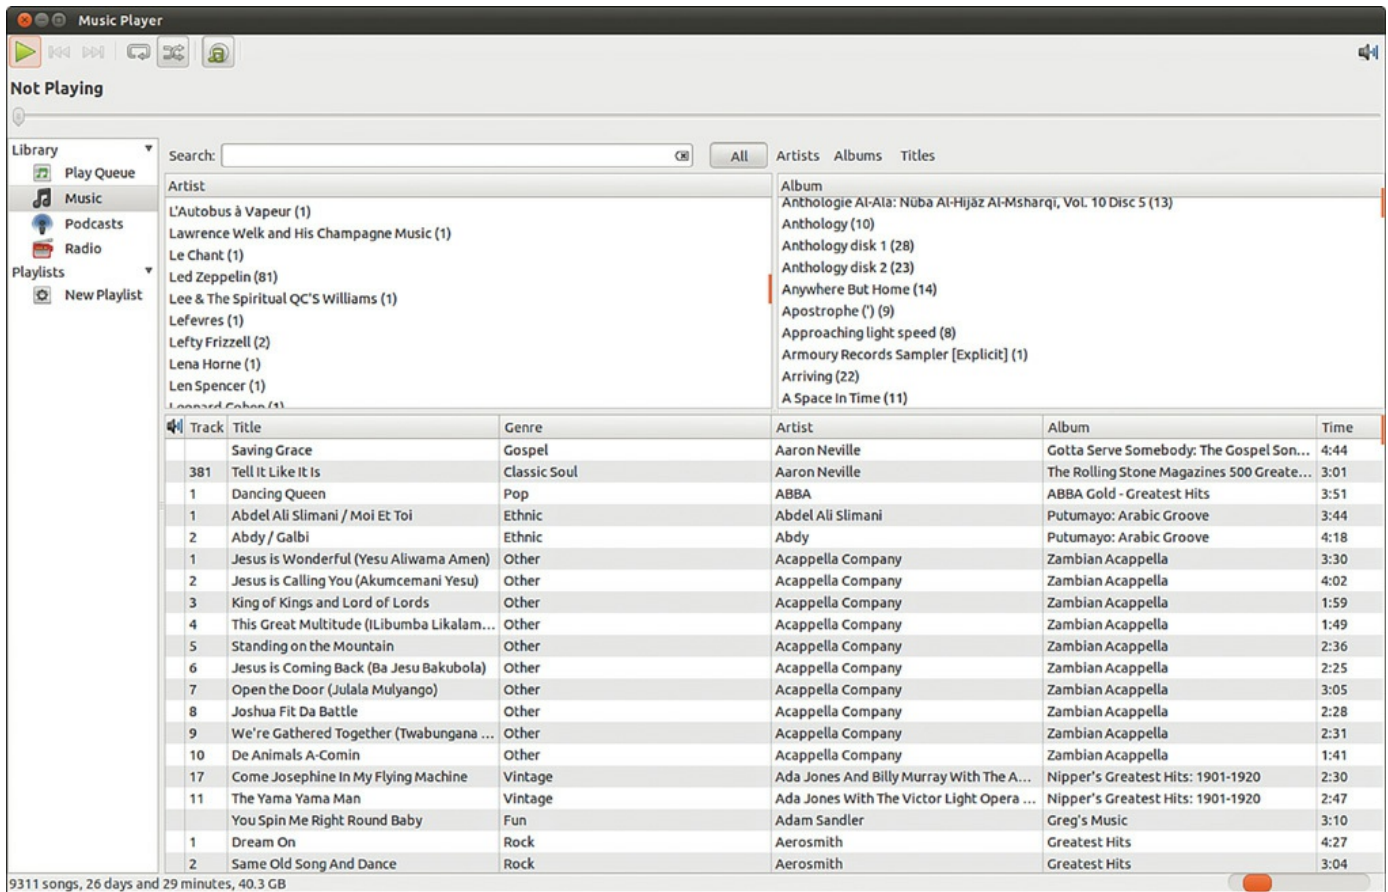 Music Player
Not Playing
Library
Play Queue
Music
Podcasts
Radio
Playlists
New Playlist
Search: All Artists Albums Titles
Artist
L'Autobus à Vapeur (1)
Lawrence Welk and His Champagne Music (1)
Le Chant (1)
Led Zeppelin (81)
Lee & The Spiritual QC'S Williams (1)
Lefevres (1)
Lefty Frizzell (2)
Lena Horne (1)
Len Spencer (1)
Leonard Cohen (1)
Album
Anthologie Al-Ala: Nūba Al-Hijāz Al-Msharqī, Vol. 10 Disc 5 (13)
Anthology (10)
Anthology disk 1 (28)
Anthology disk 2 (23)
Anywhere But Home (14)
Apostrophe (') (9)
Approaching light speed (8)
Armoury Records Sampler [Explicit] (1)
Arriving (22)
A Space In Time (11)
Track Title Genre Artist Album Time
Saving Grace Gospel Aaron Neville Gotta Serve Somebody: The Gospel Son... 4:44
381 Tell It Like It Is Classic Soul Aaron Neville The Rolling Stone Magazines 500 Greate... 3:01
1 Dancing Queen Pop ABBA ABBA Gold - Greatest Hits 3:51
1 Abdel Ali Slimani / Moi Et Toi Ethnic Abdel Ali Slimani Putumayo: Arabic Groove 3:44
2 Abdy / Galbi Ethnic Abdy Putumayo: Arabic Groove 4:18
1 Jesus is Wonderful (Yesu Aliwama Amen) Other Acappella Company Zambian Acappella 3:30
2 Jesus is Calling You (Akumcemani Yesu) Other Acappella Company Zambian Acappella 4:02
3 King of Kings and Lord of Lords Other Acappella Company Zambian Acappella 1:59
4 This Great Multitude (ILibumba Likalam... Other Acappella Company Zambian Acappella 1:49
5 Standing on the Mountain Other Acappella Company Zambian Acappella 2:36
6 Jesus is Coming Back (Ba Jesu Bakubola) Other Acappella Company Zambian Acappella 2:25
7 Open the Door (Julala Mulyango) Other Acappella Company Zambian Acappella 3:05
8 Joshua Fit Da Battle Other Acappella Company Zambian Acappella 2:28
9 We're Gathered Together (Twabungana ... Other Acappella Company Zambian Acappella 2:31
10 De Animals A-Comin Other Acappella Company Zambian Acappella 1:41
17 Come Josephine In My Flying Machine Vintage Ada Jones And Billy Murray With The A... Nipper's Greatest Hits: 1901-1920 2:30
11 The Yama Yama Man Vintage Ada Jones With The Victor Light Opera ... Nipper's Greatest Hits: 1901-1920 2:47
You Spin Me Right Round Baby Fun Adam Sandler Greg's Music 3:10
1 Dream On Rock Aerosmith Greatest Hits 4:27
2 Same Old Song And Dance Rock Aerosmith Greatest Hits 3:04
9311 songs, 26 days and 29 minutes, 40.3 GB